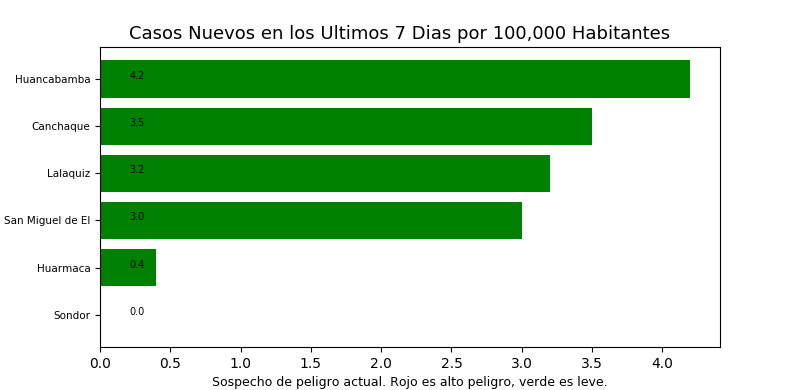 Casos Nuevos en los Ultimos 7 Dias por 100,000 Habitantes
Huancabamba 4.2
Canchaque 3.5
Lalaquiz 3.2
San Miguel de El 3.0
Huarmaca 0.4
Sondor 0.0
0.0 0.5 1.0 1.5 2.0 2.5 3.0 3.5 4.0
Sospecho de peligro actual. Rojo es alto peligro, verde es leve.